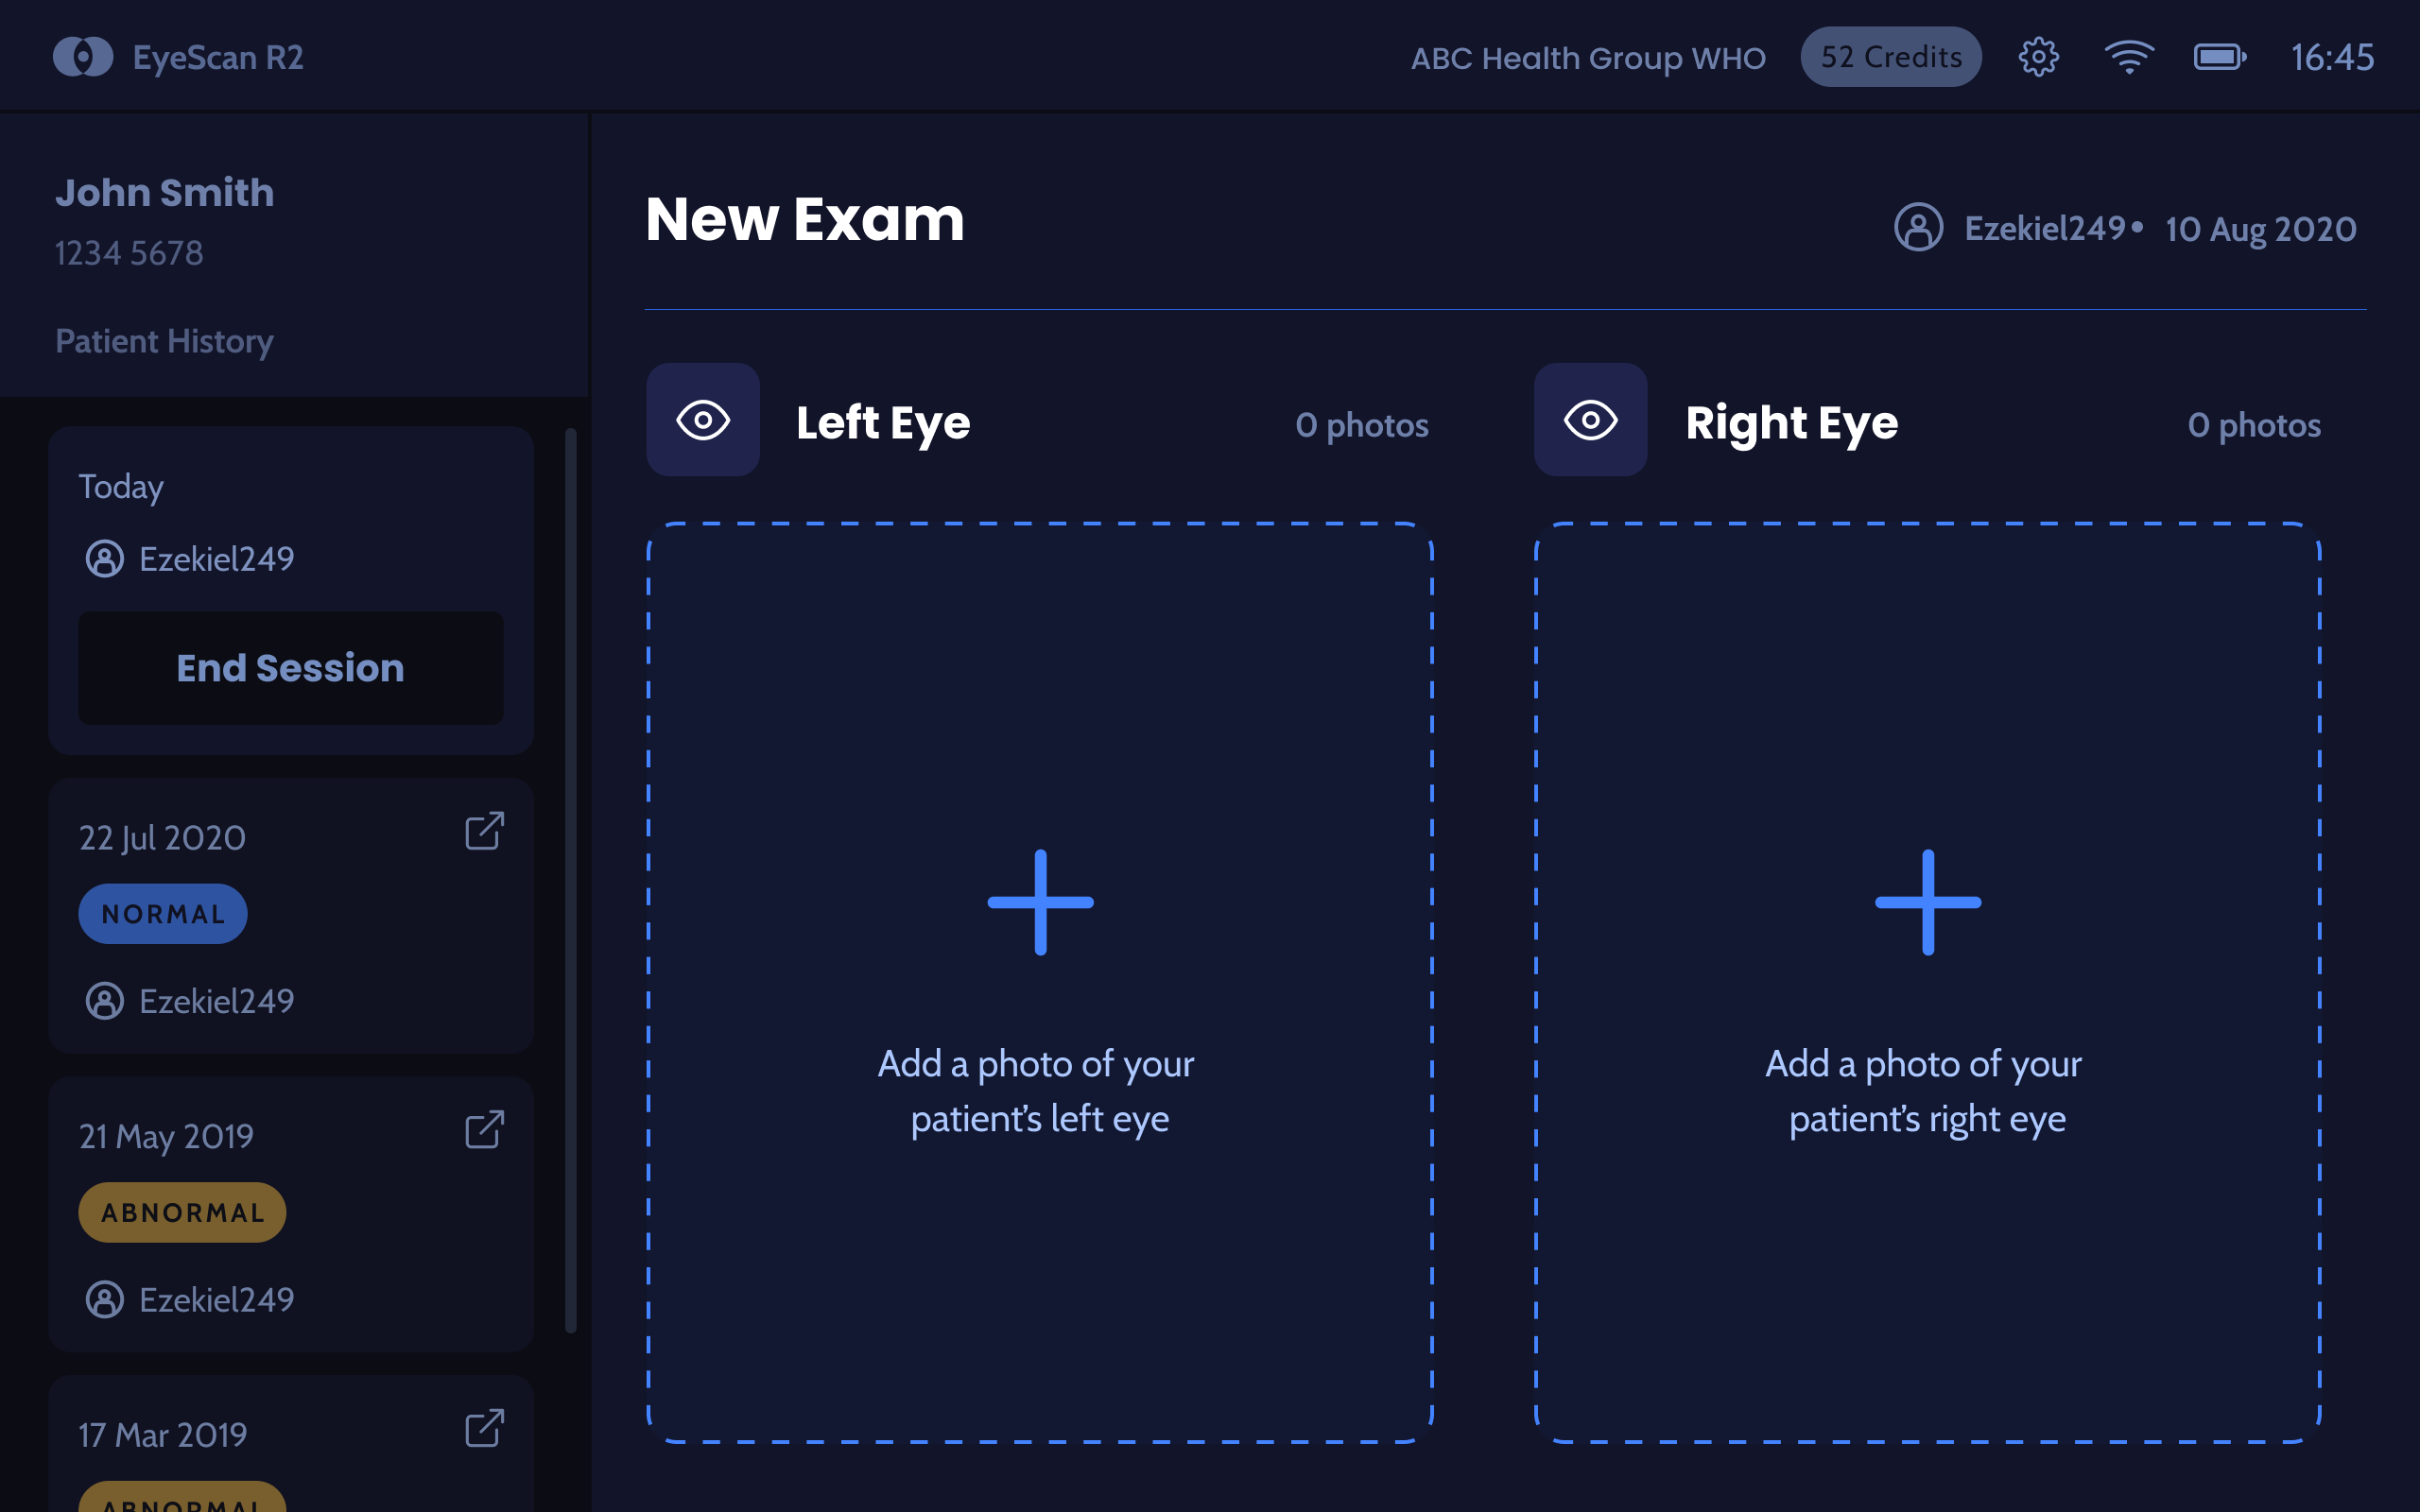 EyeScan R2
ABC Health Group WHO
52 Credits
16:45
John Smith
1234 5678
Patient History
Today
Ezekiel249
End Session
22 Jul 2020
NORMAL
Ezekiel249
21 May 2019
ABNORMAL
Ezekiel249
17 Mar 2019
ABNORMAL
New Exam
Ezekiel249• 10 Aug 2020
Left Eye
0 photos
Add a photo of your
patient’s left eye
Right Eye
0 photos
Add a photo of your
patient’s right eye